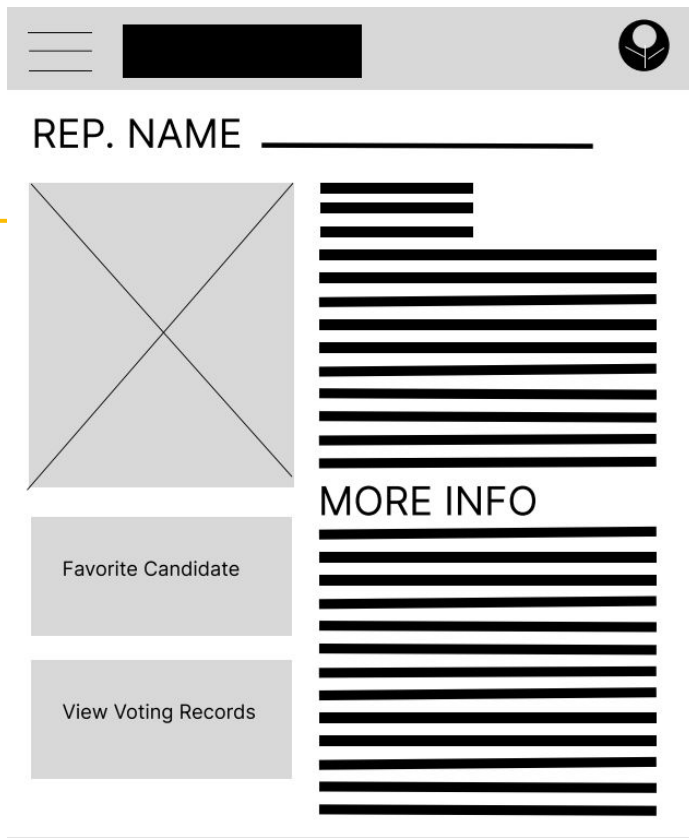 REP. NAME
MORE INFO
Favorite Candidate
View Voting Records